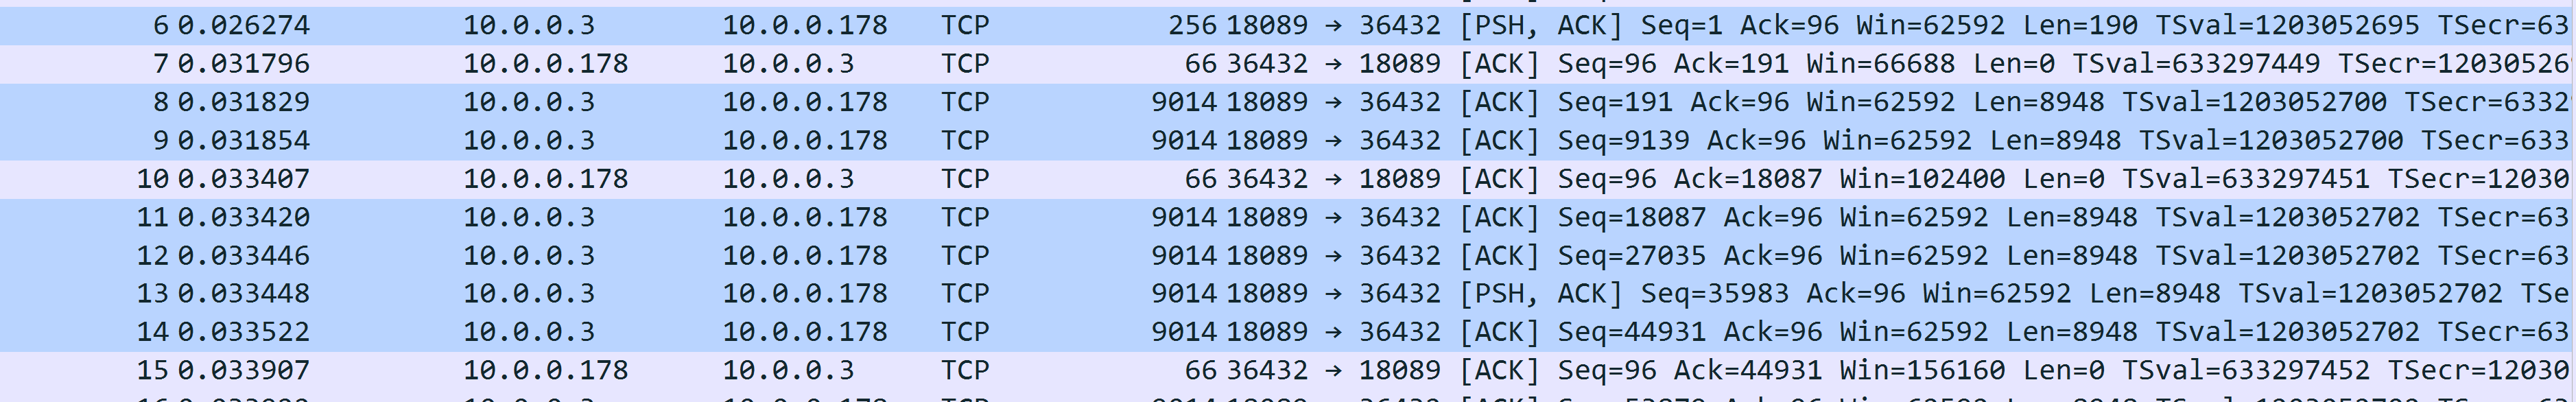 6 0.026274 10.0.0.3 10.0.0.178 TCP 256 18089 → 36432 [PSH, ACK] Seq=1 Ack=96 Win=62592 Len=190 TSval=1203052695 TSecr=63
7 0.031796 10.0.0.178 10.0.0.3 TCP 66 36432 → 18089 [ACK] Seq=96 Ack=191 Win=66688 Len=0 TSval=633297449 TSecr=12030526
8 0.031829 10.0.0.3 10.0.0.178 TCP 9014 18089 → 36432 [ACK] Seq=191 Ack=96 Win=62592 Len=8948 TSval=1203052700 TSecr=6332
9 0.031854 10.0.0.3 10.0.0.178 TCP 9014 18089 → 36432 [ACK] Seq=9139 Ack=96 Win=62592 Len=8948 TSval=1203052700 TSecr=633
10 0.033407 10.0.0.178 10.0.0.3 TCP 66 36432 → 18089 [ACK] Seq=96 Ack=18087 Win=102400 Len=0 TSval=633297451 TSecr=12030
11 0.033420 10.0.0.3 10.0.0.178 TCP 9014 18089 → 36432 [ACK] Seq=18087 Ack=96 Win=62592 Len=8948 TSval=1203052702 TSecr=63
12 0.033446 10.0.0.3 10.0.0.178 TCP 9014 18089 → 36432 [ACK] Seq=27035 Ack=96 Win=62592 Len=8948 TSval=1203052702 TSecr=63
13 0.033448 10.0.0.3 10.0.0.178 TCP 9014 18089 → 36432 [PSH, ACK] Seq=35983 Ack=96 Win=62592 Len=8948 TSval=1203052702 TSe
14 0.033522 10.0.0.3 10.0.0.178 TCP 9014 18089 → 36432 [ACK] Seq=44931 Ack=96 Win=62592 Len=8948 TSval=1203052702 TSecr=63
15 0.033907 10.0.0.178 10.0.0.3 TCP 66 36432 → 18089 [ACK] Seq=96 Ack=44931 Win=156160 Len=0 TSval=633297452 TSecr=12030